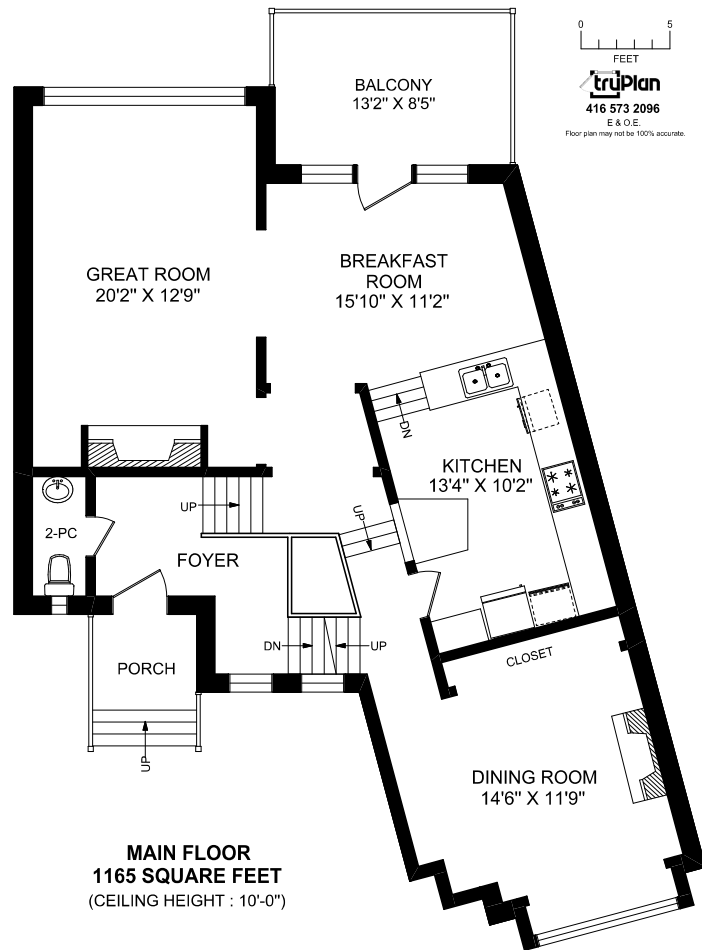 0 5
FEET
truPlan
416 573 2096
E & O.E.
Floor plan may not be 100% accurate.
BALCONY
13'2" X 8'5"
GREAT ROOM
20'2" X 12'9"
BREAKFAST
ROOM
15'10" X 11'2"
DN
KITCHEN
13'4" X 10'2"
UP
UP
2-PC
FOYER
DN
UP
PORCH
UP
CLOSET
DINING ROOM
14'6" X 11'9"
MAIN FLOOR
1165 SQUARE FEET
(CEILING HEIGHT : 10'-0")